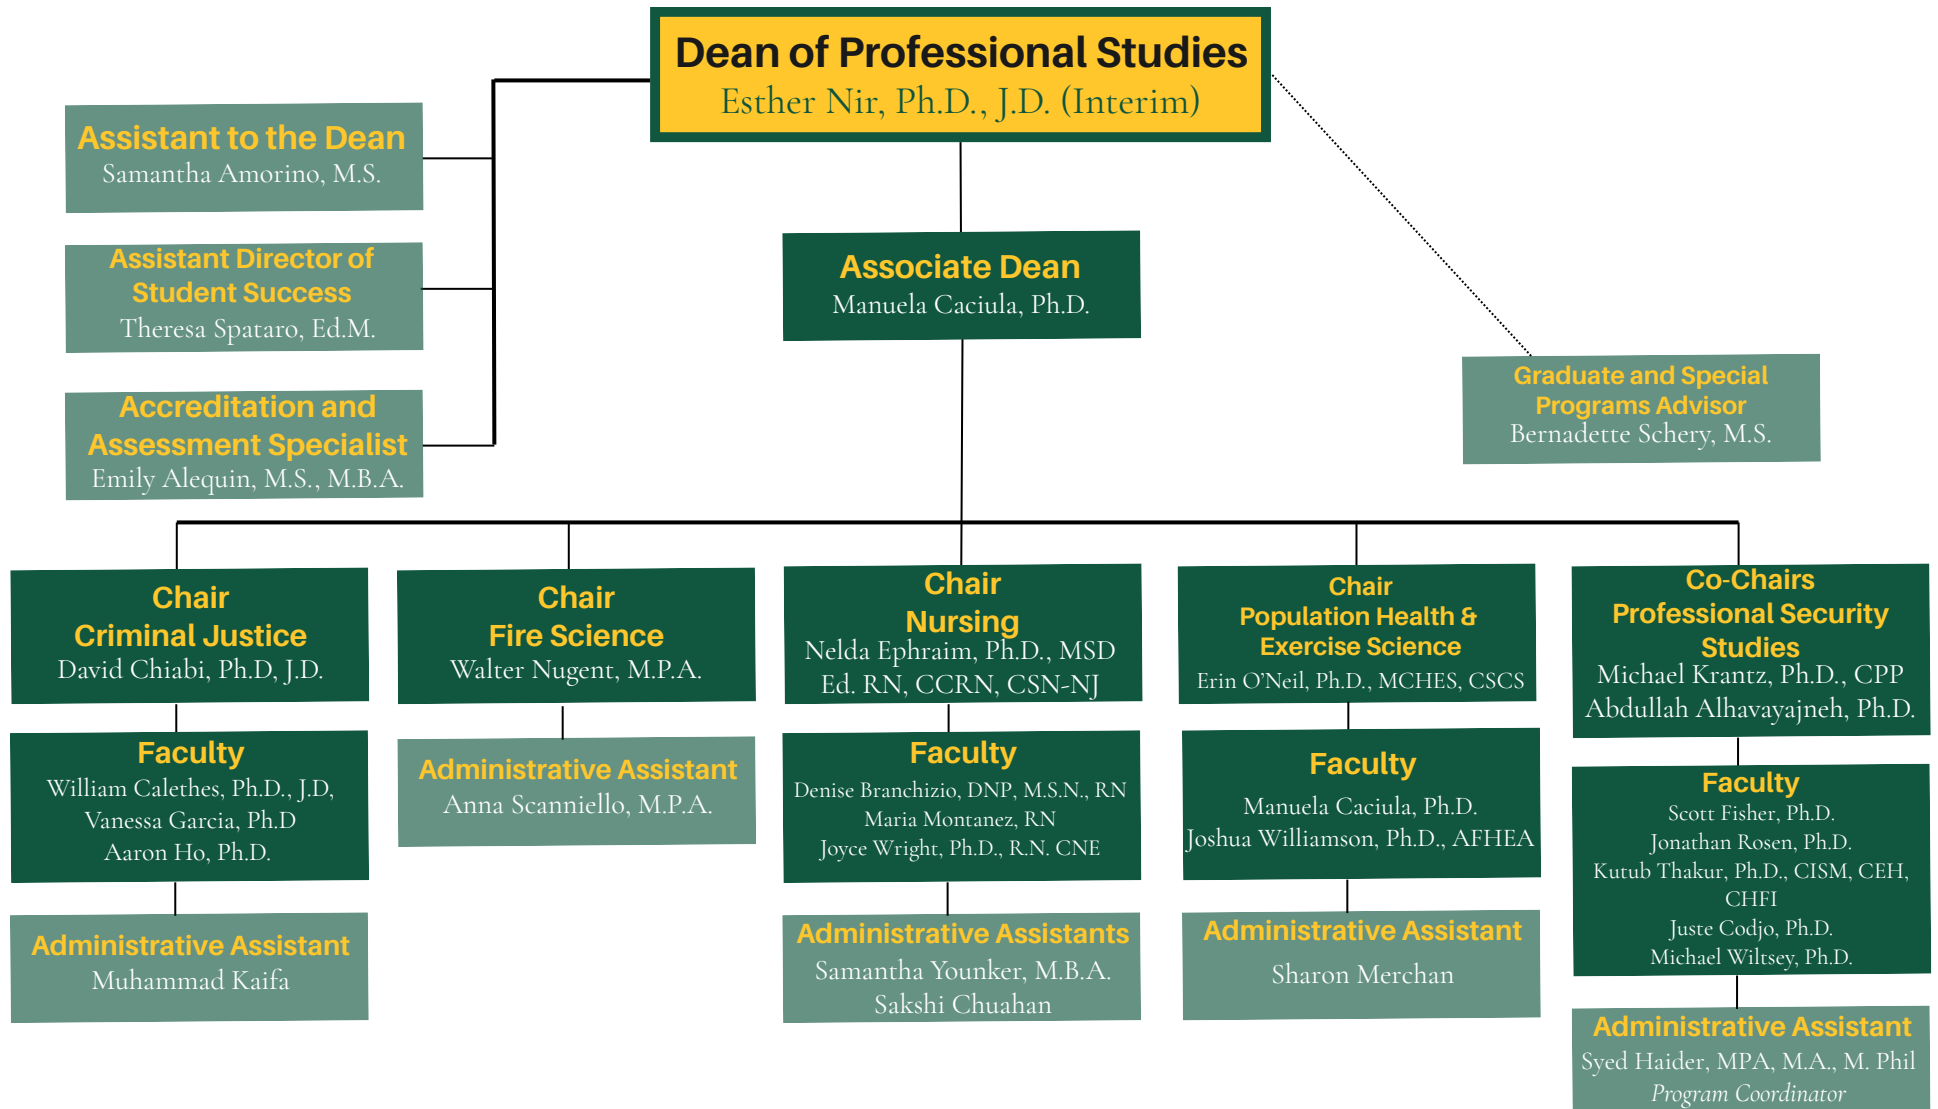 Dean of Professional Studies
Esther Nir, Ph.D., J.D. (Interim)
Assistant to the Dean
Samantha Amorino, M.S.
Assistant Director of
Student Success
Theresa Spataro, Ed.M.
Accreditation and
Assessment Specialist
Emily Alequin, M.S., M.B.A.
Associate Dean
Manuela Caciula, Ph.D.
Graduate and Special
Programs Advisor
Bernadette Schery, M.S.
Chair
Criminal Justice
David Chiabi, Ph.D, J.D.
Faculty
William Calethes, Ph.D., J.D,
Vanessa Garcia, Ph.D
Aaron Ho, Ph.D.
Administrative Assistant
Muhammad Kaifa
Chair
Fire Science
Walter Nugent, M.P.A.
Administrative Assistant
Anna Scanniello, M.P.A.
Chair
Nursing
Nelda Ephraim, Ph.D., MSD
Ed. RN, CCRN, CSN-NJ
Faculty
Denise Branchizio, DNP, M.S.N., RN
Maria Montanez, RN
Joyce Wright, Ph.D., R.N. CNE
Administrative Assistants
Samantha Younker, M.B.A.
Sakshi Chuahan
Chair
Population Health &
Exercise Science
Erin O'Neil, Ph.D., MCHES, CSCS
Faculty
Manuela Caciula, Ph.D.
Joshua Williamson, Ph.D., AFHEA
Administrative Assistant
Sharon Merchan
Co-Chairs
Professional Security
Studies
Michael Krantz, Ph.D., CPP
Abdullah Alhavayajneh, Ph.D.
Faculty
Scott Fisher, Ph.D.
Jonathan Rosen, Ph.D.
Kutub Thakur, Ph.D., CISM, CEH,
CHFI
Juste Codjo, Ph.D.
Michael Wiltsey, Ph.D.
Administrative Assistant
Syed Haider, MPA, M.A., M. Phil
Program Coordinator